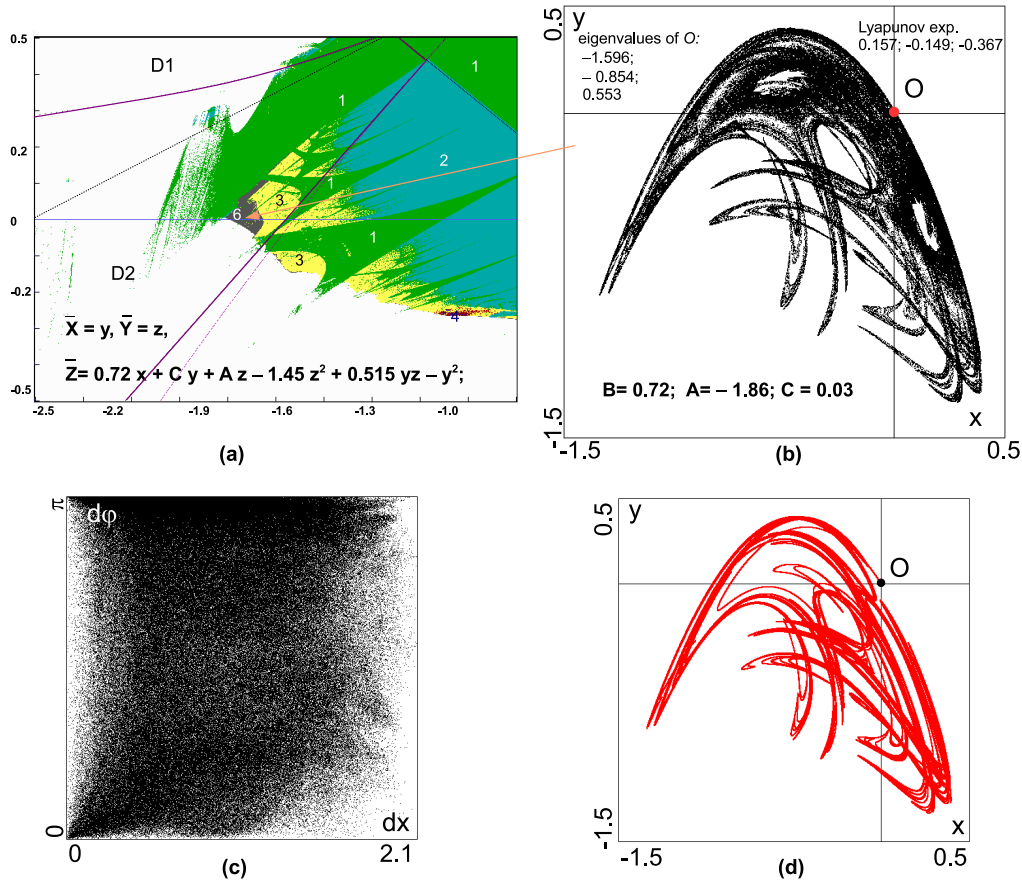 0.5
D1
1
1
0.2
2
1
3
6
0
1
3
D2
-0.2
X̅ = y, Y̅ = z,
4
Z̅= 0.72 x + C y + A z – 1.45 z² + 0.515 yz – y²;
-0.5
-2.5 -2.2 -1.9 -1.6 -1.3 -1.0
(a)
0.5
y
eigenvalues of O:
−1.596;
− 0.854;
0.553
Lyapunov exp.
0.157; -0.149; -0.367
O
B= 0.72; A= – 1.86; C = 0.03
x
-1.5
-1.5 0.5
(b)
π
dφ
0
dx
0 2.1
(c)
0.5
y
O
-1.5
x
-1.5 0.5
(d)